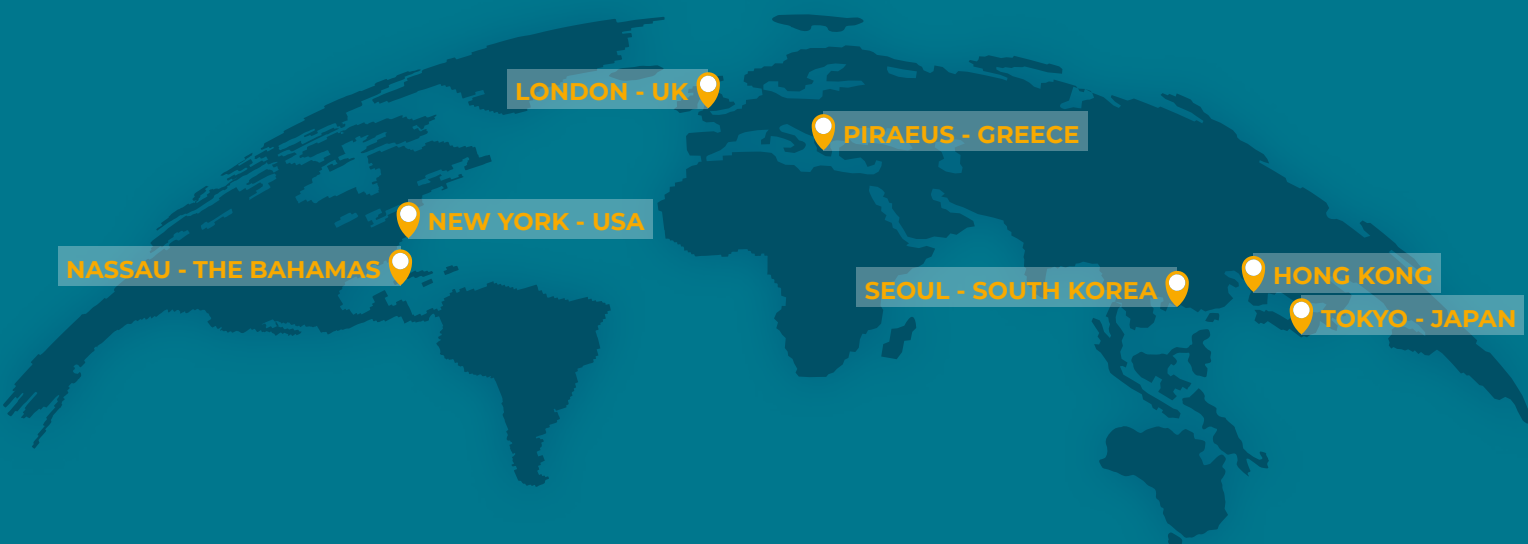 LONDON - UK
PIRAEUS - GREECE
NEW YORK - USA
NASSAU - THE BAHAMAS
HONG KONG
SEOUL - SOUTH KOREA
TOKYO - JAPAN